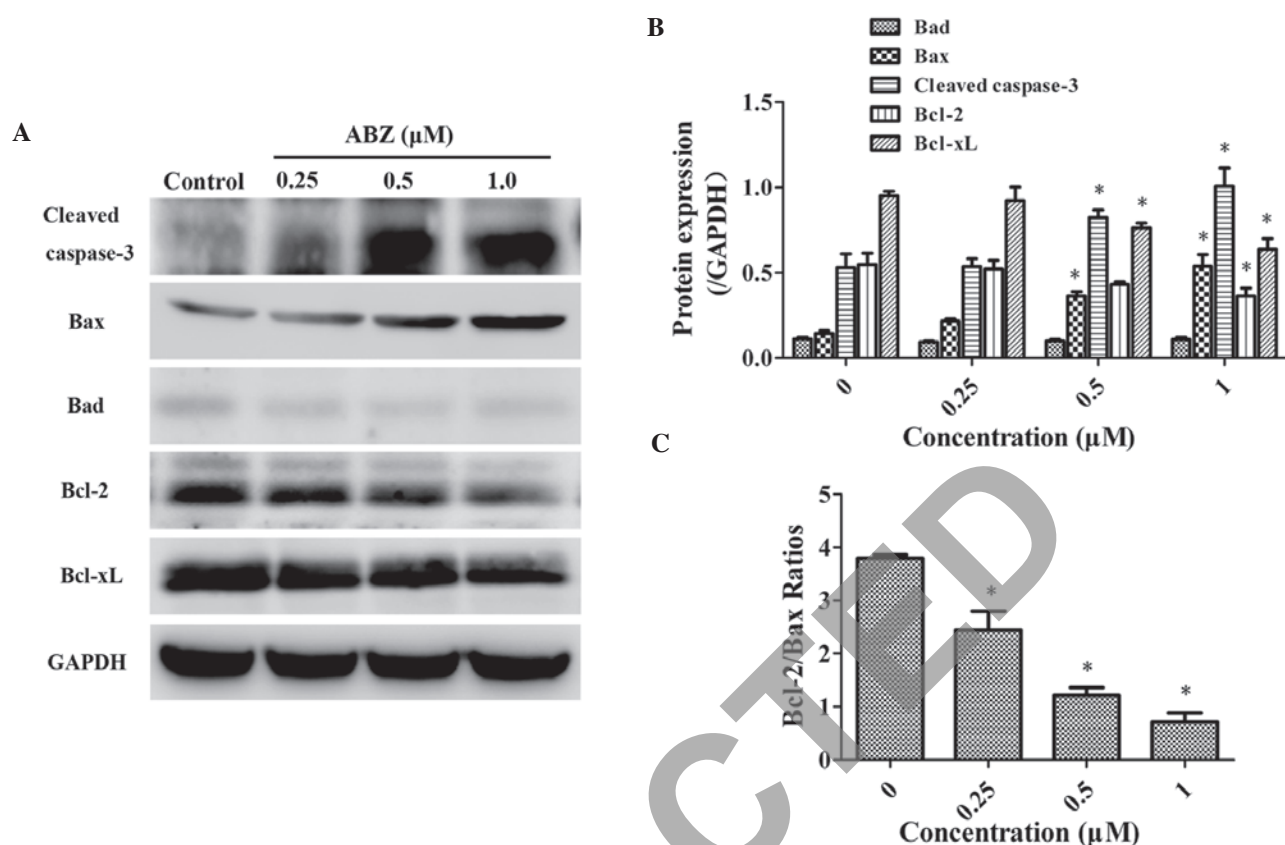 A
ABZ (µM)
Control 0.25 0.5 1.0
Cleaved
caspase-3
Bax
Bad
Bcl-2
Bcl-xL
GAPDH
B
Bad
Bax
Cleaved caspase-3
Bcl-2
Bcl-xL
Protein expression
(/GAPDH)
1.5
1.0
0.5
0.0
* * * * * *
0 0.25 0.5 1
Concentration (µM)
C
Bcl-2/Bax Ratios
5
4
3
2
1
0
* * *
0 0.25 0.5 1
Concentration (µM)
CTED